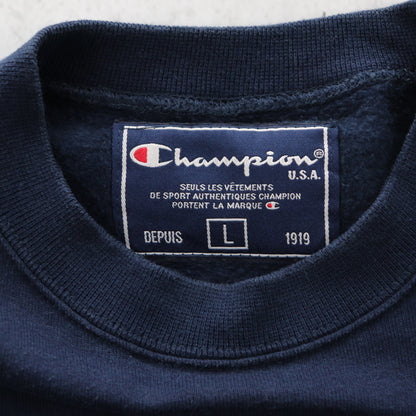 Champion®
U.S.A.
SEULS LES VÊTEMENTS
DE SPORT AUTHENTIQUES CHAMPION
PORTENT LA MARQUE
DEPUIS L 1919